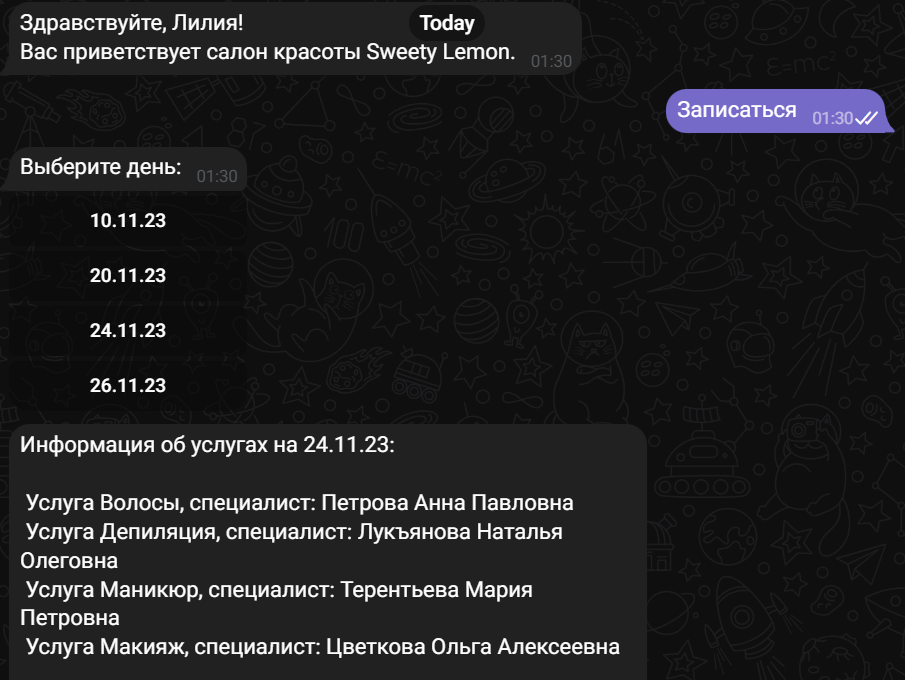 Здравствуйте, Лилия!
Today
Вас приветствует салон красоты Sweety Lemon.
01:30
Записаться
01:30
Выберите день:
01:30
10.11.23
20.11.23
24.11.23
26.11.23
Информация об услугах на 24.11.23:
Услуга Волосы, специалист: Петрова Анна Павловна
Услуга Депиляция, специалист: Лукъянова Наталья
Олеговна
Услуга Маникюр, специалист: Терентьева Мария
Петровна
Услуга Макияж, специалист: Цветкова Ольга Алексеевна
E=mc²
E=mc²